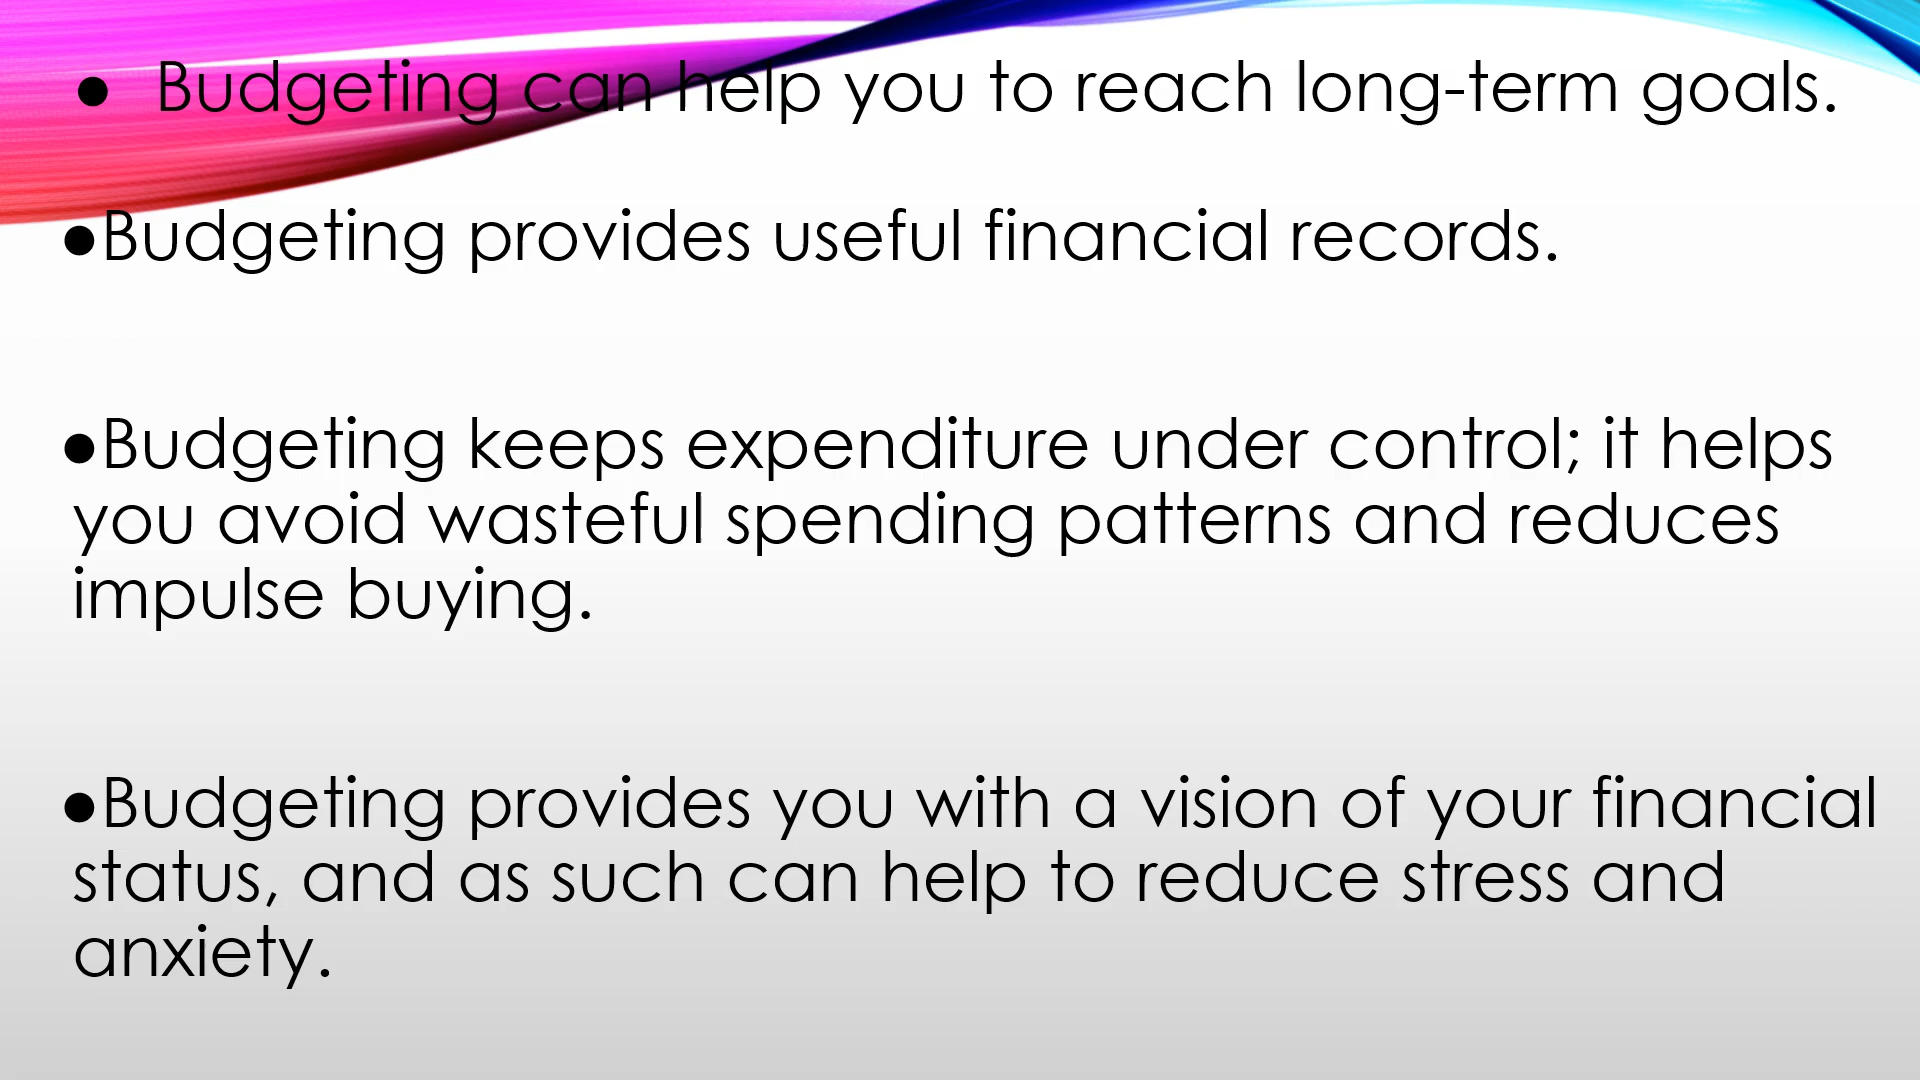 ● Budgeting can help you to reach long-term goals.
●Budgeting provides useful financial records.
●Budgeting keeps expenditure under control; it helps
you avoid wasteful spending patterns and reduces
impulse buying.
●Budgeting provides you with a vision of your financial
status, and as such can help to reduce stress and
anxiety.